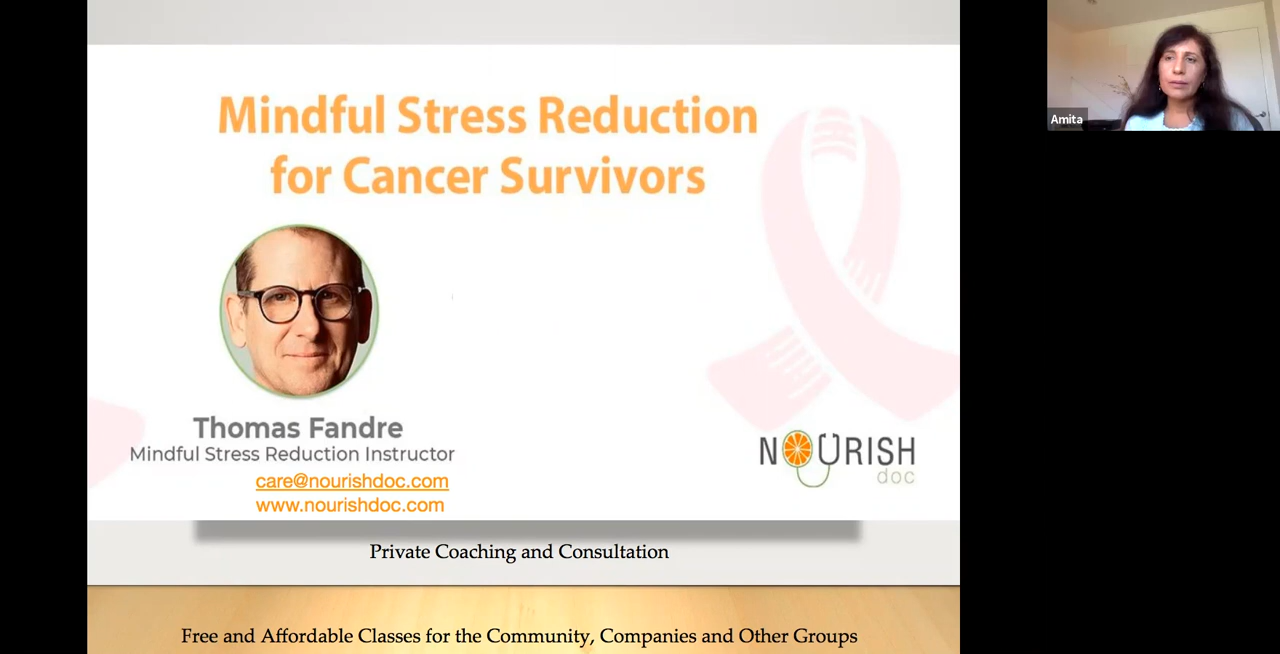 Mindful Stress Reduction
for Cancer Survivors
Thomas Fandre
Mindful Stress Reduction Instructor
care@nourishdoc.com
www.nourishdoc.com
NOURISH
doc
Private Coaching and Consultation
Free and Affordable Classes for the Community, Companies and Other Groups
Amita